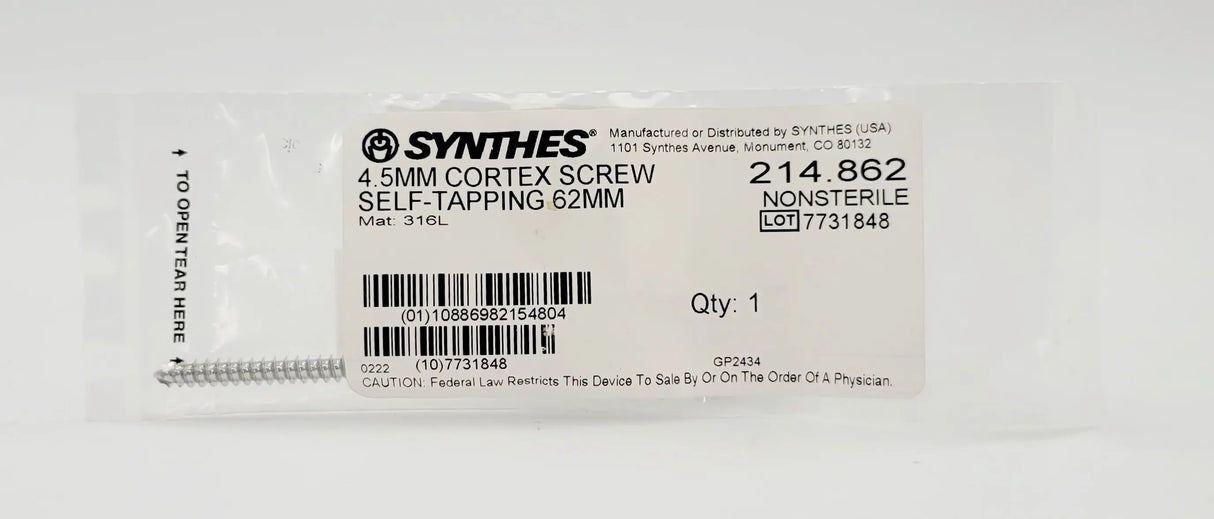 TO OPEN TEAR HERE
SYNTHES®
Manufactured or Distributed by SYNTHES (USA)
1101 Synthes Avenue, Monument, CO 80132
4.5MM CORTEX SCREW
SELF-TAPPING 62MM
Mat: 316L
214.862
NONSTERILE
LOT 7731848
(01)10886982154804
Qty: 1
0222 (10)7731848
GP2434
CAUTION: Federal Law Restricts This Device To Sale By Or On The Order Of A Physician.